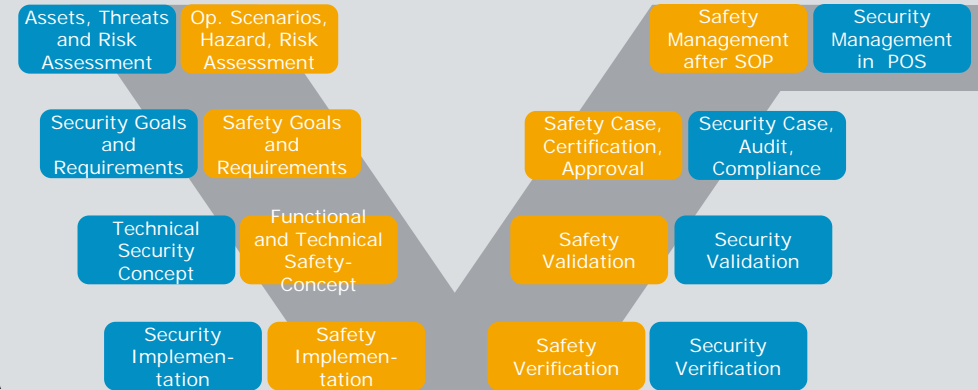 Assets, Threats
and Risk
Assessment
Op. Scenarios,
Hazard, Risk
Assessment
Safety
Management
after SOP
Security
Management
in POS
Security Goals
and
Requirements
Safety Goals
and
Requirements
Safety Case,
Certification,
Approval
Security Case,
Audit,
Compliance
Technical
Security
Concept
Functional
and Technical
Safety-
Concept
Safety
Validation
Security
Validation
Security
Implemen-
tation
Safety
Implemen-
tation
Safety
Verification
Security
Verification